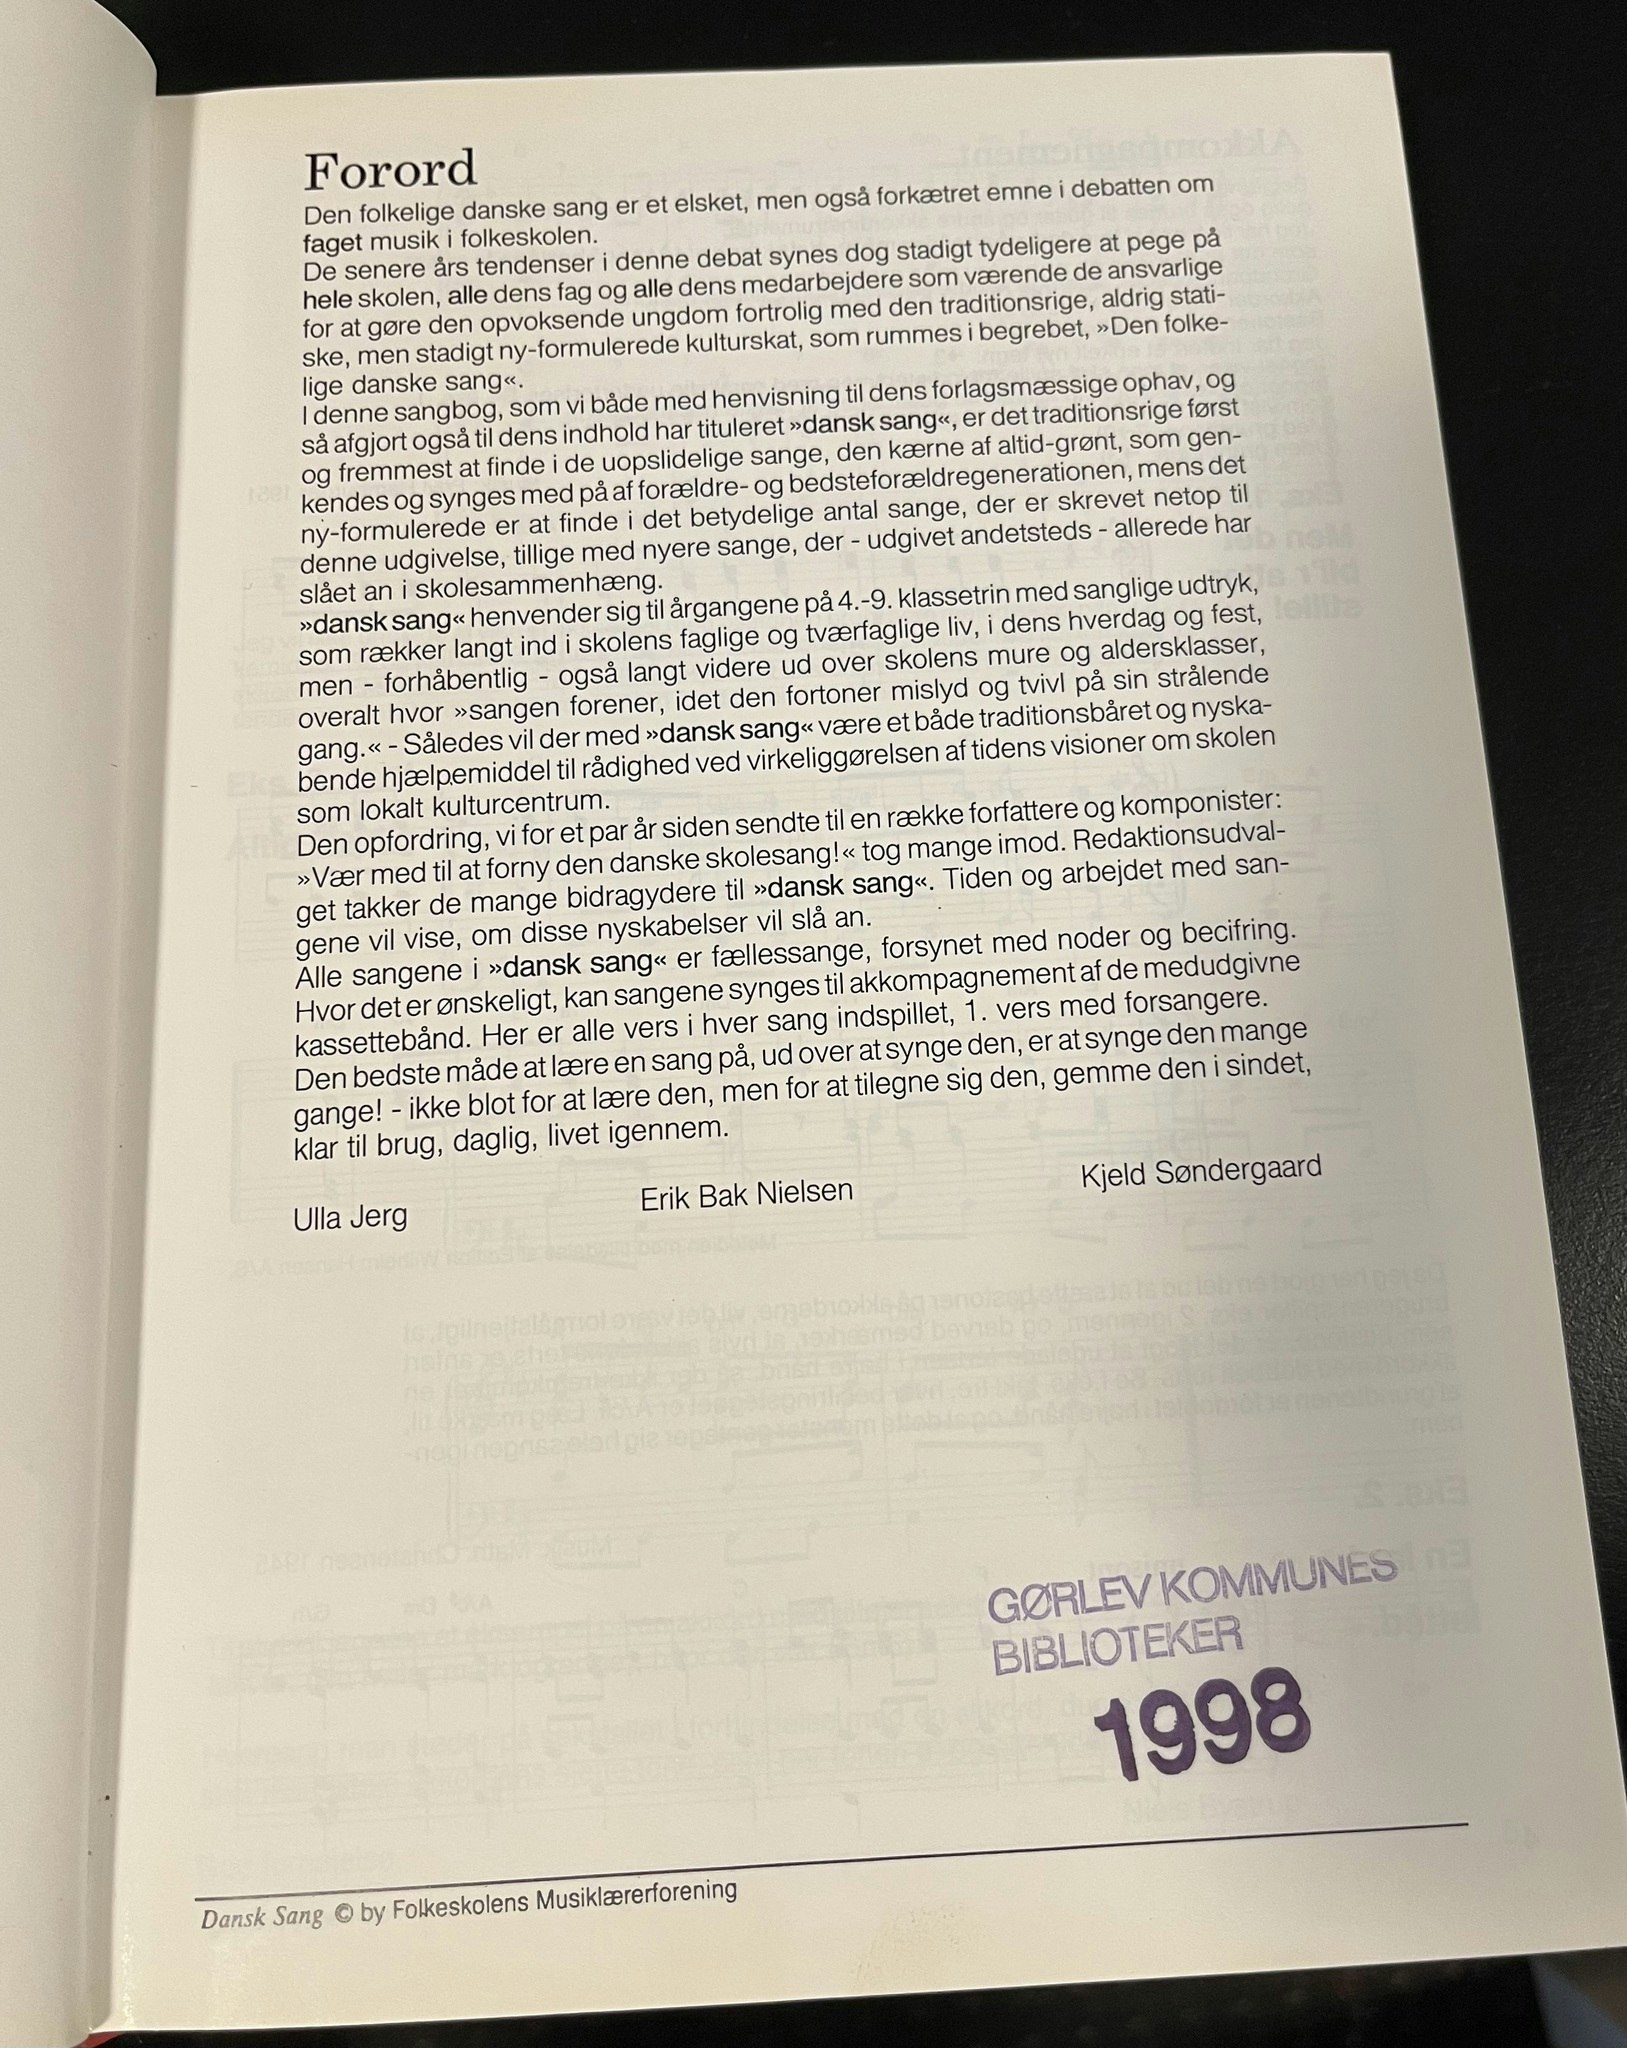 Forord
Den folkelige danske sang er et elsket, men også forkætret emne i debatten om
faget musik i folkeskolen.
De senere års tendenser i denne debat synes dog stadigt tydeligere at pege på
hele skolen, alle dens fag og alle dens medarbejdere som værende de ansvarlige
for at gøre den opvoksende ungdom fortrolig med den traditionsrige, aldrig stati-
ske, men stadigt ny-formulerede kulturskat, som rummes i begrebet, »Den folke-
lige danske sang«.
I denne sangbog, som vi både med henvisning til dens forlagsmæssige ophav, og
så afgjort også til dens indhold har tituleret »dansk sang«, er det traditionsrige først
og fremmest at finde i de uopslidelige sange, den kærne af altid-grønt, som gen-
kendes og synges med på af forældre- og bedsteforældregenerationen, mens det
ny-formulerede er at finde i det betydelige antal sange, der er skrevet netop til
denne udgivelse, tillige med nyere sange, der - udgivet andetsteds - allerede har
slået an i skolesammenhæng.
»dansk sang« henvender sig til årgangene på 4.-9. klassetrin med sanglige udtryk,
som rækker langt ind i skolens faglige og tværfaglige liv, i dens hverdag og fest,
men - forhåbentlig - også langt videre ud over skolens mure og aldersklasser,
overalt hvor »sangen forener, idet den fortoner mislyd og tvivl på sin strålende
gang.« - Således vil der med »dansk sang« være et både traditionsbåret og nyska-
bende hjælpemiddel til rådighed ved virkeliggørelsen af tidens visioner om skolen
som lokalt kulturcentrum.
Den opfordring, vi for et par år siden sendte til en række forfattere og komponister:
»Vær med til at forny den danske skolesang!« tog mange imod. Redaktionsudval-
get takker de mange bidragydere til »dansk sang«. Tiden og arbejdet med san-
gene vil vise, om disse nyskabelser vil slå an.
Alle sangene i »dansk sang« er fællessange, forsynet med noder og becifring.
Hvor det er ønskeligt, kan sangene synges til akkompagnement af de medudgivne
kassettebånd. Her er alle vers i hver sang indspillet, 1. vers med forsangere.
Den bedste måde at lære en sang på, ud over at synge den, er at synge den mange
gange! - ikke blot for at lære den, men for at tilegne sig den, gemme den i sindet,
klar til brug, daglig, livet igennem.
Ulla Jerg Erik Bak Nielsen Kjeld Søndergaard
GØRLEV KOMMUNES
BIBLIOTEKER
1998
Dansk Sang © by Folkeskolens Musiklærerforening